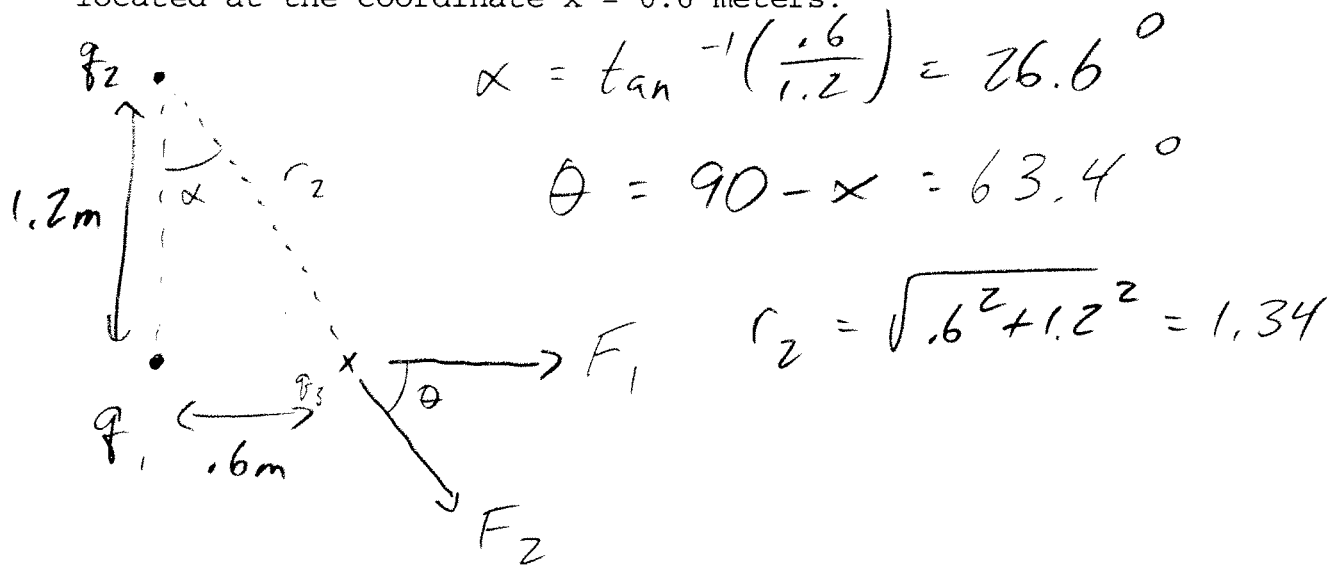 located at the coordinate x = 0.6 meters.
q₂
α = tan⁻¹(.6/1.2) = 26.6°
α
r₂
θ = 90 - α = 63.4°
1.2m
r₂ = √.6²+1.2² = 1.34
F₁
q₃
θ
q₁
.6m
F₂